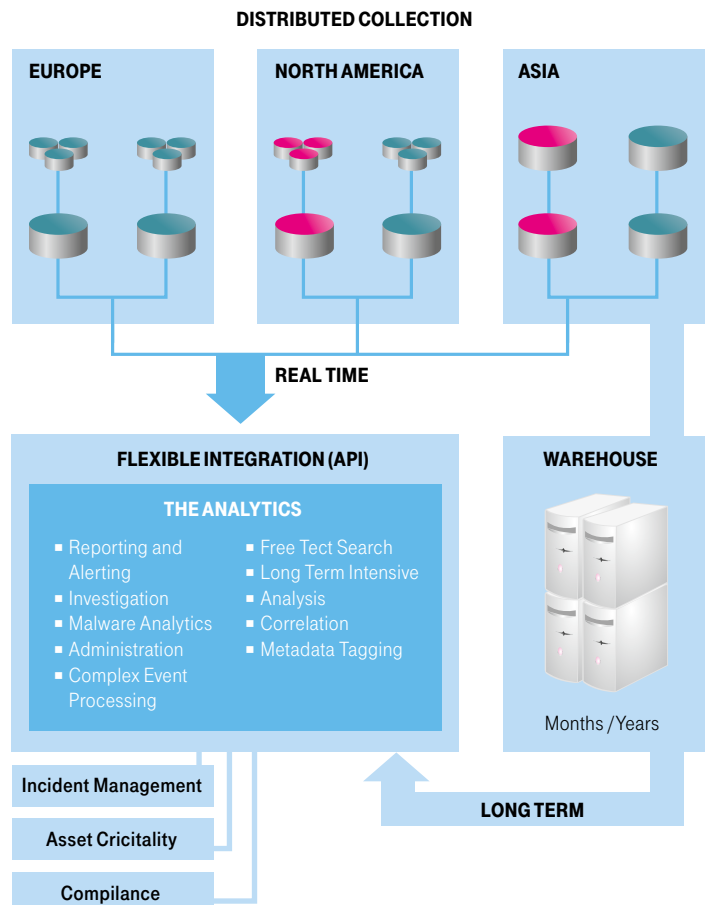 DISTRIBUTED COLLECTION
EUROPE
NORTH AMERICA
ASIA
REAL TIME
FLEXIBLE INTEGRATION (API)
THE ANALYTICS
▪ Reporting and
Alerting
▪ Investigation
▪ Malware Analytics
▪ Administration
▪ Complex Event
Processing
▪ Free Tect Search
▪ Long Term Intensive
▪ Analysis
▪ Correlation
▪ Metadata Tagging
WAREHOUSE
Months / Years
LONG TERM
Incident Management
Asset Cricitality
Compilance